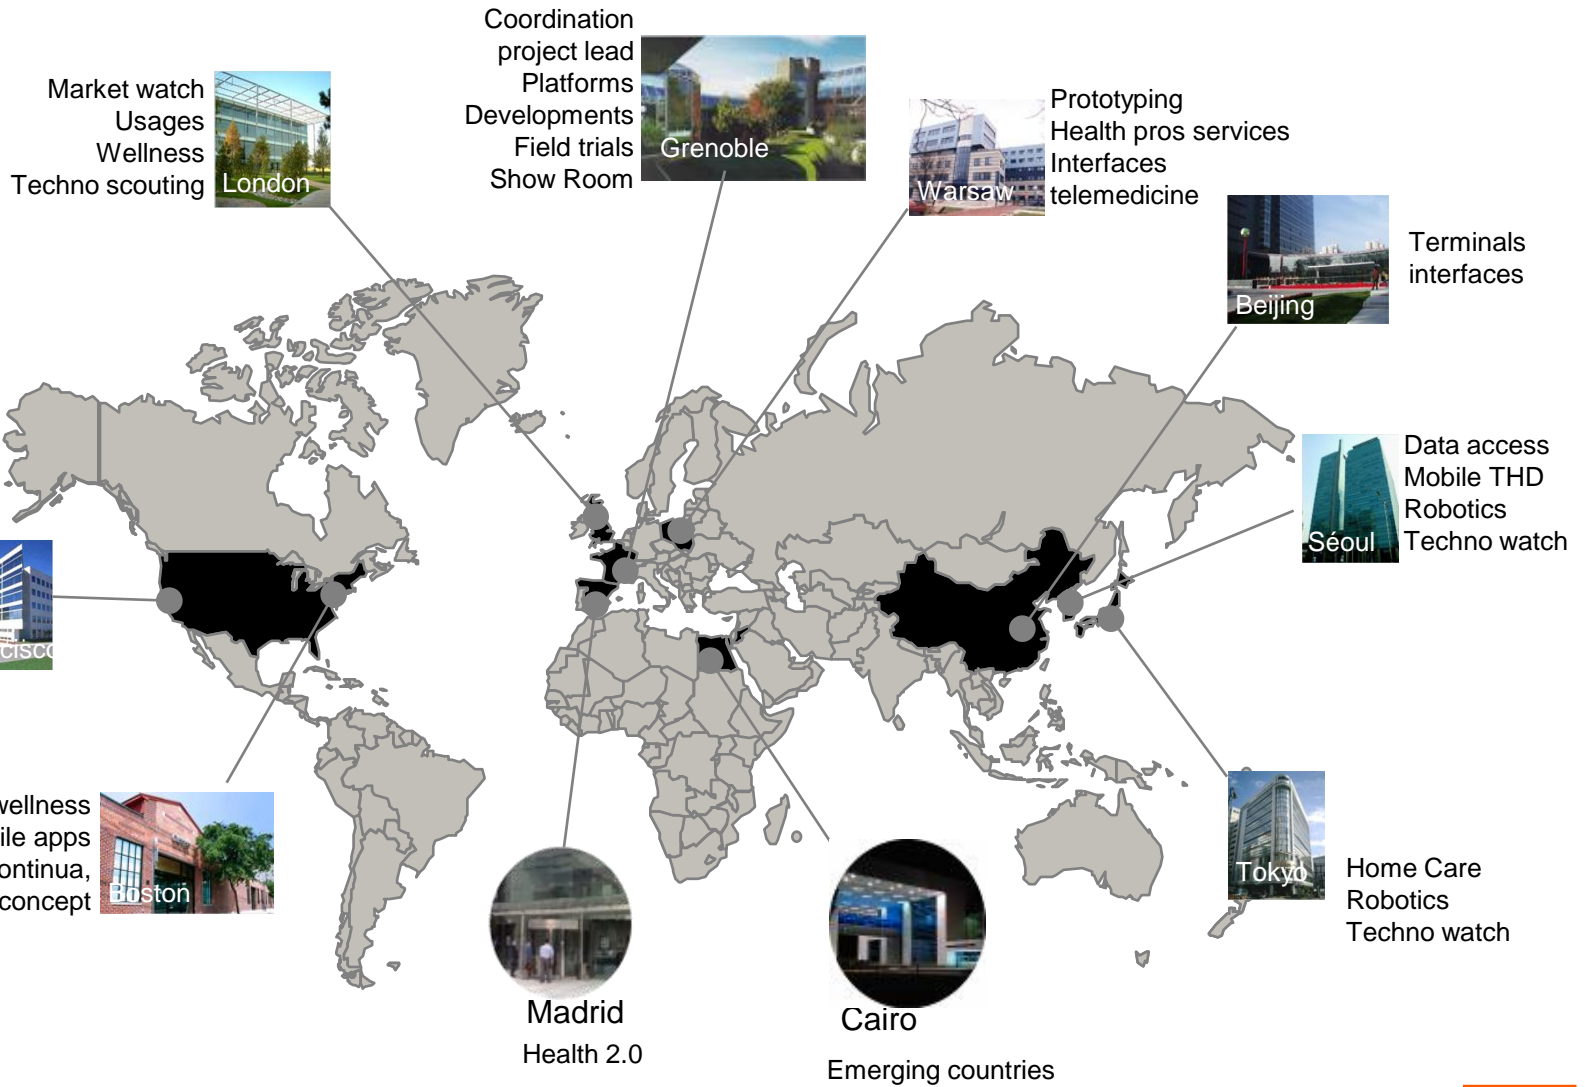 Coordination
project lead
Platforms
Developments
Field trials
Show Room
Grenoble
Market watch
Usages
Wellness
Techno scouting
London
Prototyping
Health pros services
Interfaces
telemedicine
Warsaw
Terminals
interfaces
Beijing
Data access
Mobile THD
Robotics
Techno watch
Séoul
cisco
wellness
ile apps
ontinua,
concept
Boston
Tokyo
Home Care
Robotics
Techno watch
Madrid
Health 2.0
Cairo
Emerging countries